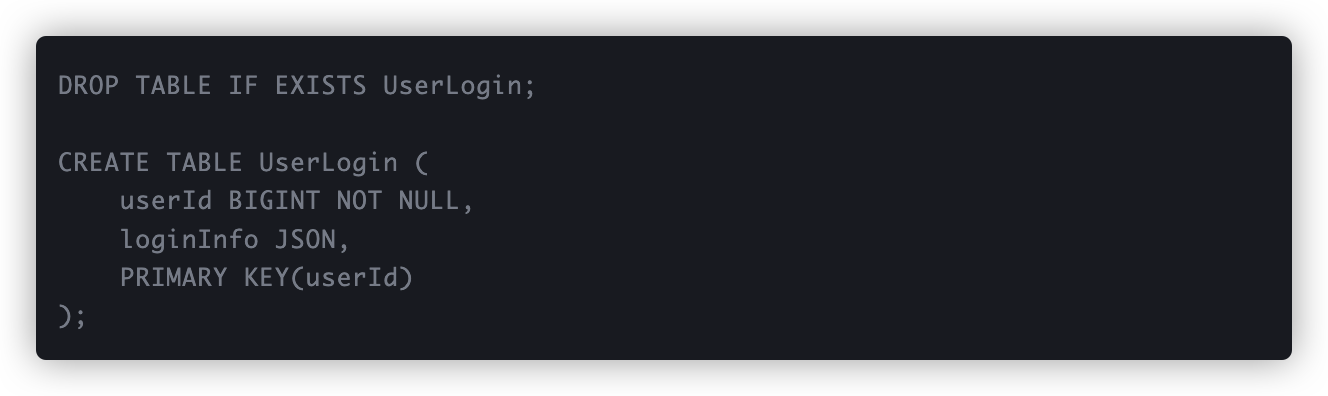 DROP TABLE IF EXISTS UserLogin;
CREATE TABLE UserLogin (
    userId BIGINT NOT NULL,
    loginInfo JSON,
    PRIMARY KEY(userId)
);